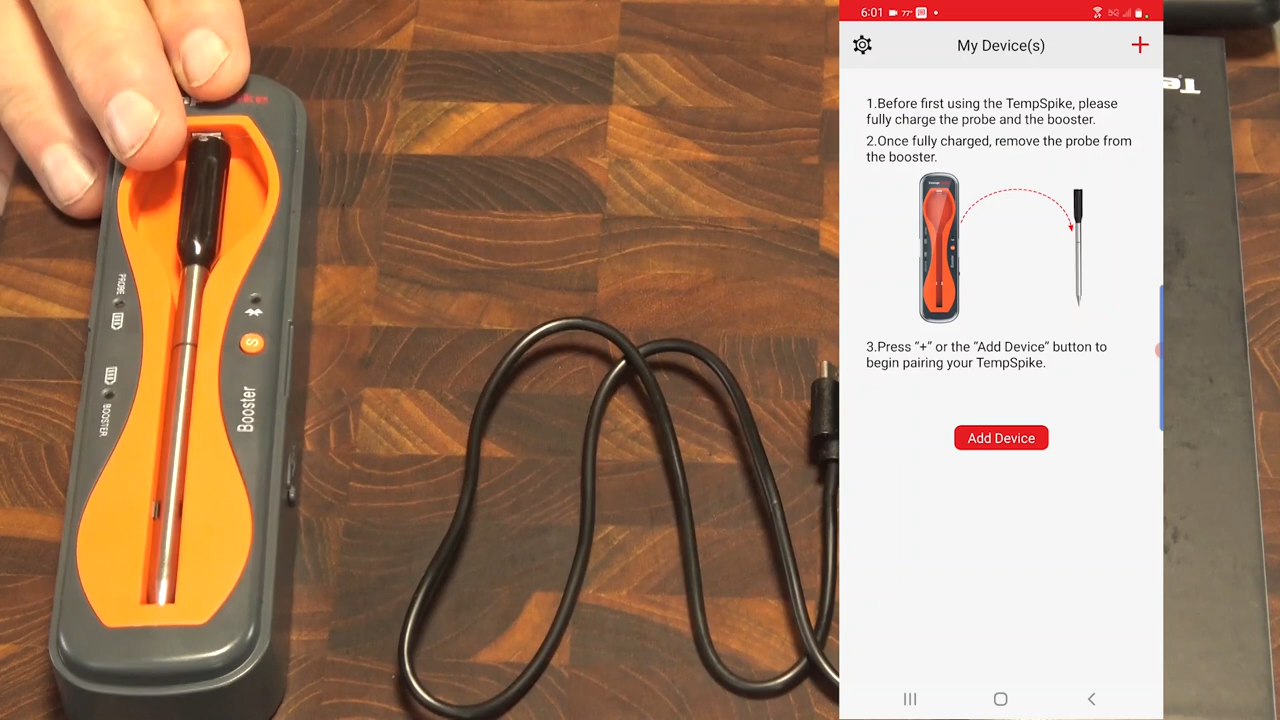 6:01
77°
5G
My Device(s)
1.Before first using the TempSpike, please
fully charge the probe and the booster.
2.Once fully charged, remove the probe from
the booster.
3.Press “+” or the “Add Device” button to
begin pairing your TempSpike.
Add Device
PROBE
BOOSTER
S
Booster